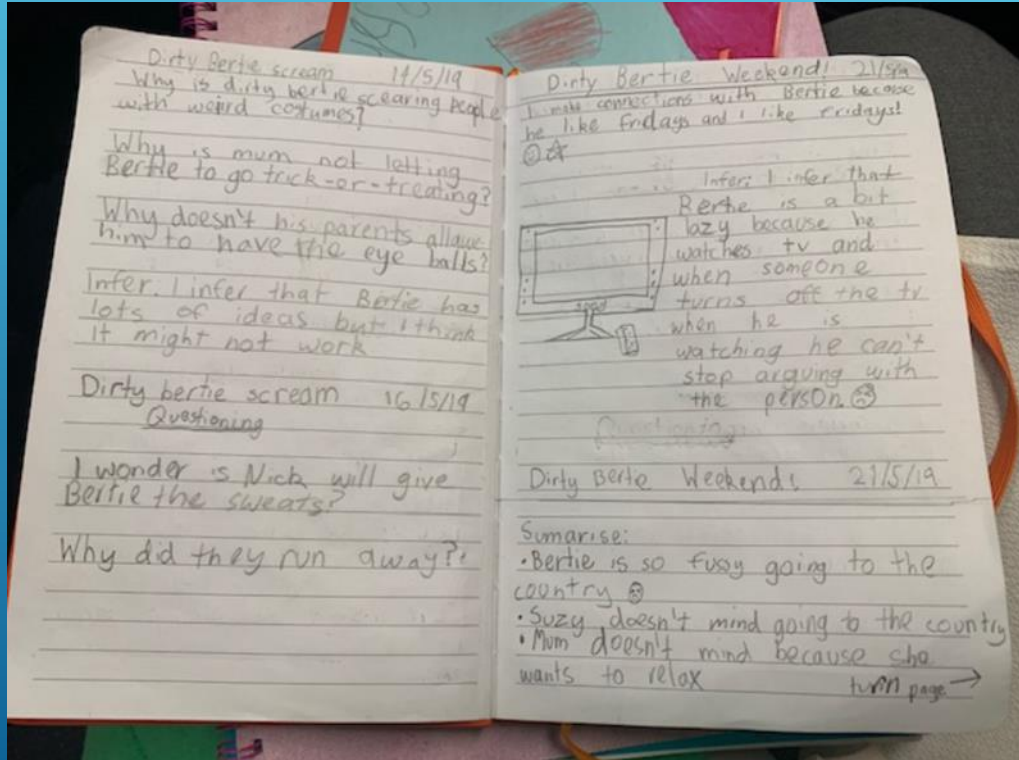 Dirty Bertie scream 14/5/19
Why is dirty bertie scearing people
with weird costumes?
Why is mum not letting
Bertie to go trick-or-treating?
Why doesn't his parents allowe
him to have the eye balls?
Infer. I infer that Bertie has
lots of ideas but I think
it might not work
Dirty bertie scream 16/5/19
Questioning
I wonder is Nick will give
Bertie the sweats?
Why did they run away?
Dirty Bertie Weekend! 21/5/19
I make connections with Bertie because
he like Fridays and i like Fridays!
Infer: I infer that
Bertie is a bit
lazy because he
watches tv and
when someone
turns off the tv
when he is
watching he can't
stop arguing with
the person
Questioning
Dirty Bertie Weekend! 21/5/19
Sumarise:
•Bertie is so fussy going to the
country
•Suzy doesn't mind going to the country
•Mum doesn't mind because she
wants to relax
turn page →